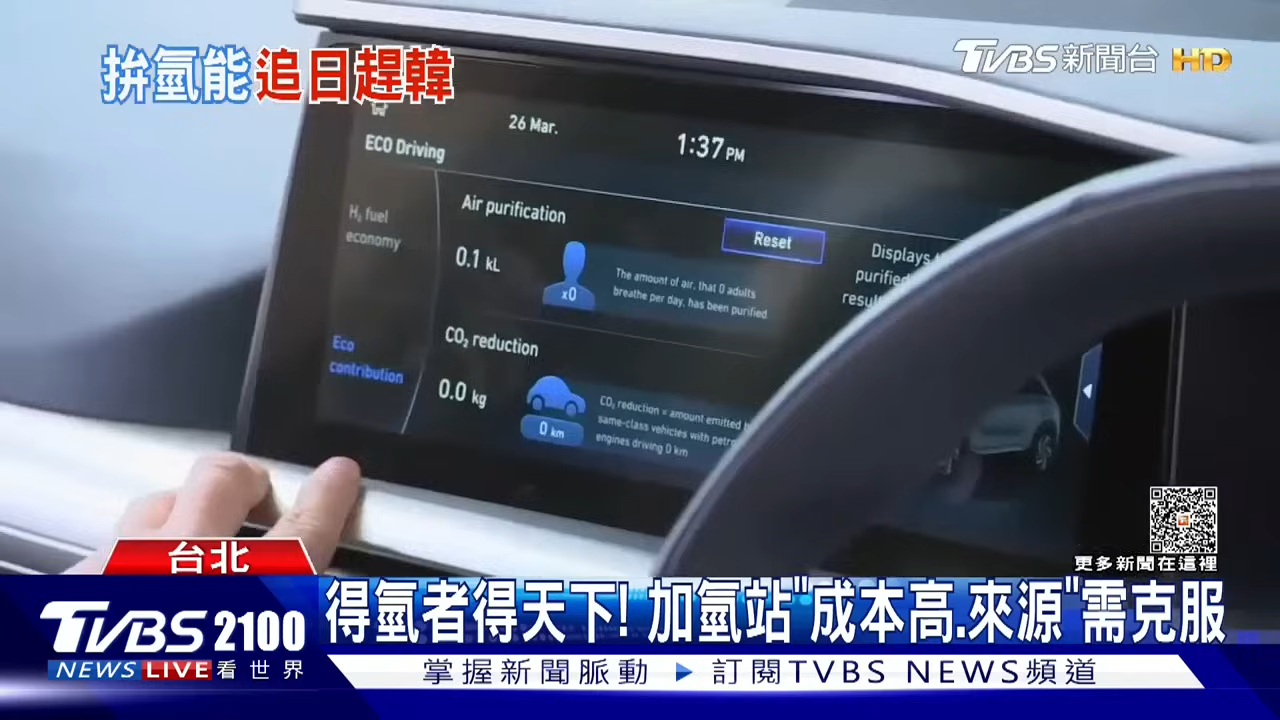 拚氫能追日趕韓
TVBS新聞台 HD
26 Mar.
1:37 PM
ECO Driving
H₂ fuel
economy
Eco
contribution
Air purification
Reset
0.1 kL
x0
The amount of air, that 0 adults
breathe per day, has been purified
Displays
purified
resul
CO₂ reduction
0.0 kg
0 km
CO₂ reduction = amount emitted
same-class vehicles with petro
engines driving 0 km
更多新聞在這裡
台北
得氫者得天下! 加氫站"成本高.來源"需克服
TVBS 2100
NEWS LIVE 看世界
掌握新聞脈動 ▶ 訂閱TVBS NEWS頻道